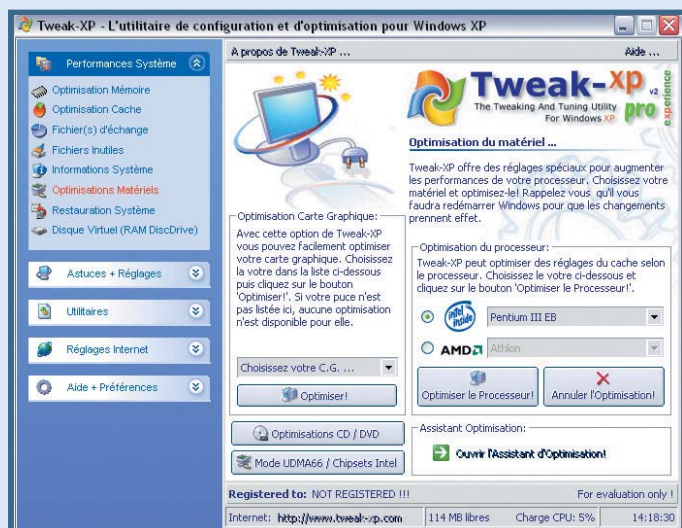 Tweak-XP - L'utilitaire de configuration et d'optimisation pour Windows XP
Performances Système
Optimisation Mémoire
Optimisation Cache
Fichier(s) d'échange
Fichiers Inutiles
Informations Système
Optimisations Matériels
Restauration Système
Disque Virtuel (RAM DiscDrive)
Astuces + Réglages
Utilitaires
Réglages Internet
Aide + Préférences
A propos de Tweak-XP ...
Aide ...
Tweak-XP v2
The Tweaking And Tuning Utility
For Windows XP
pro
experience
Optimisation du matériel ...
Tweak-XP offre des réglages spéciaux pour augmenter
les performances de votre processeur. Choisissez votre
matériel et optimisez-le! Rappelez vous qu'il vous
faudra redémarrer Windows pour que les changements
prennent effet.
Optimisation Carte Graphique:
Avec cette option de Tweak-XP
vous pouvez facilement optimiser
votre carte graphique. Choisissez
la votre dans la liste ci-dessous
puis cliquez sur le bouton
'Optimiser!'. Si votre puce n'est
pas listée ici, aucune optimisation
n'est disponible pour elle.
Choisissez votre C.G. ...
Optimiser!
Optimisation du processeur:
Tweak-XP peut optimiser des réglages du cache selon
le processeur. Choisissez le votre ci-dessous et
cliquez sur le bouton 'Optimiser le Processeur!'.
intel inside
Pentium III EB
AMD
Athlon
Optimiser le Processeur!
Annuler l'Optimisation!
Optimisations CD / DVD
Mode UDMA66 / Chipsets Intel
Assistant Optimisation:
Ouvrir l'Assistant d'Optimisation!
Registered to: NOT REGISTERED !!!
For evaluation only !
Internet: http://www.tweak-xp.com
114 MB libres
Charge CPU: 5%
14:18:30